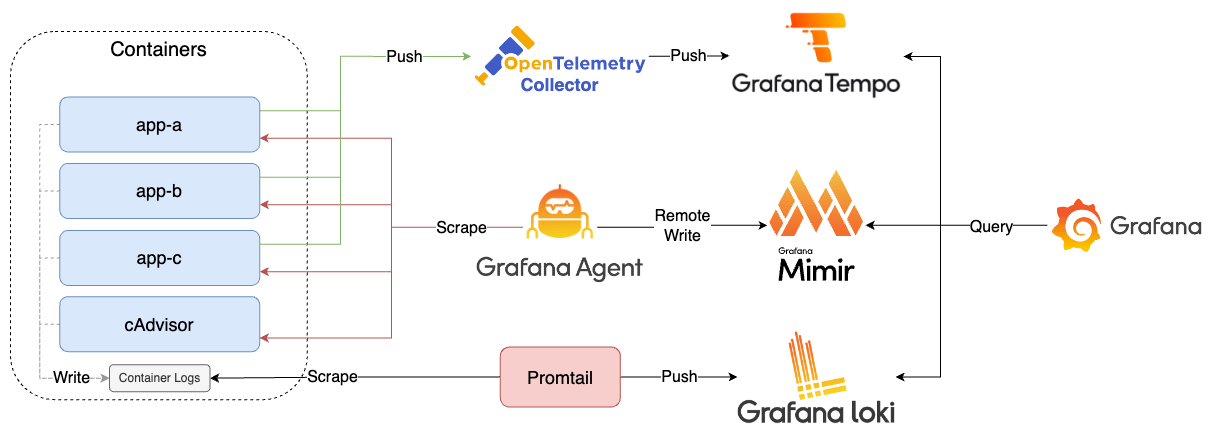 Containers
app-a
app-b
app-c
cAdvisor
Write
Container Logs
Push
OpenTelemetry
Collector
Push
Grafana Tempo
Scrape
Grafana Agent
Remote
Write
Grafana
Mimir
Query
Grafana
Scrape
Promtail
Push
Grafana loki